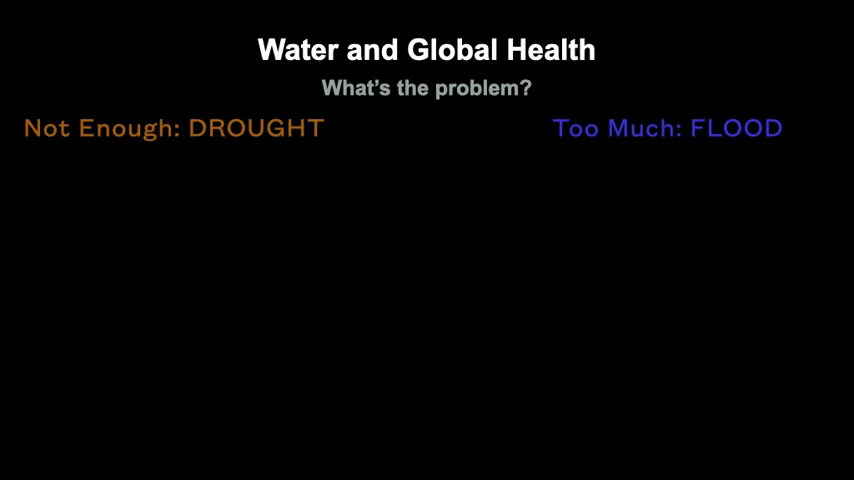 Water and Global Health
What’s the problem?
Not Enough: DROUGHT
Too Much: FLOOD